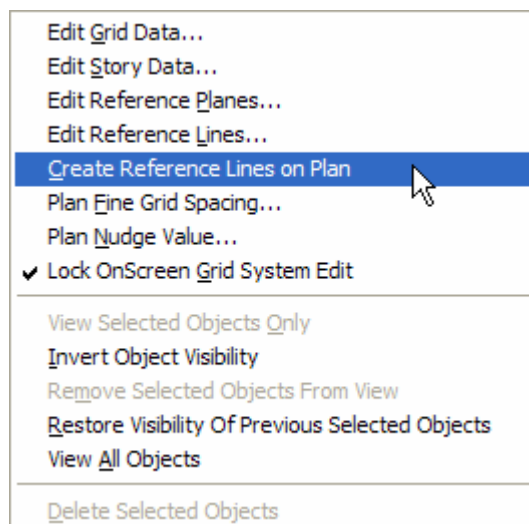 Edit Grid Data...
Edit Story Data...
Edit Reference Planes...
Edit Reference Lines...
Create Reference Lines on Plan
Plan Fine Grid Spacing...
Plan Nudge Value...
Lock OnScreen Grid System Edit
View Selected Objects Only
Invert Object Visibility
Remove Selected Objects From View
Restore Visibility Of Previous Selected Objects
View All Objects
Delete Selected Objects